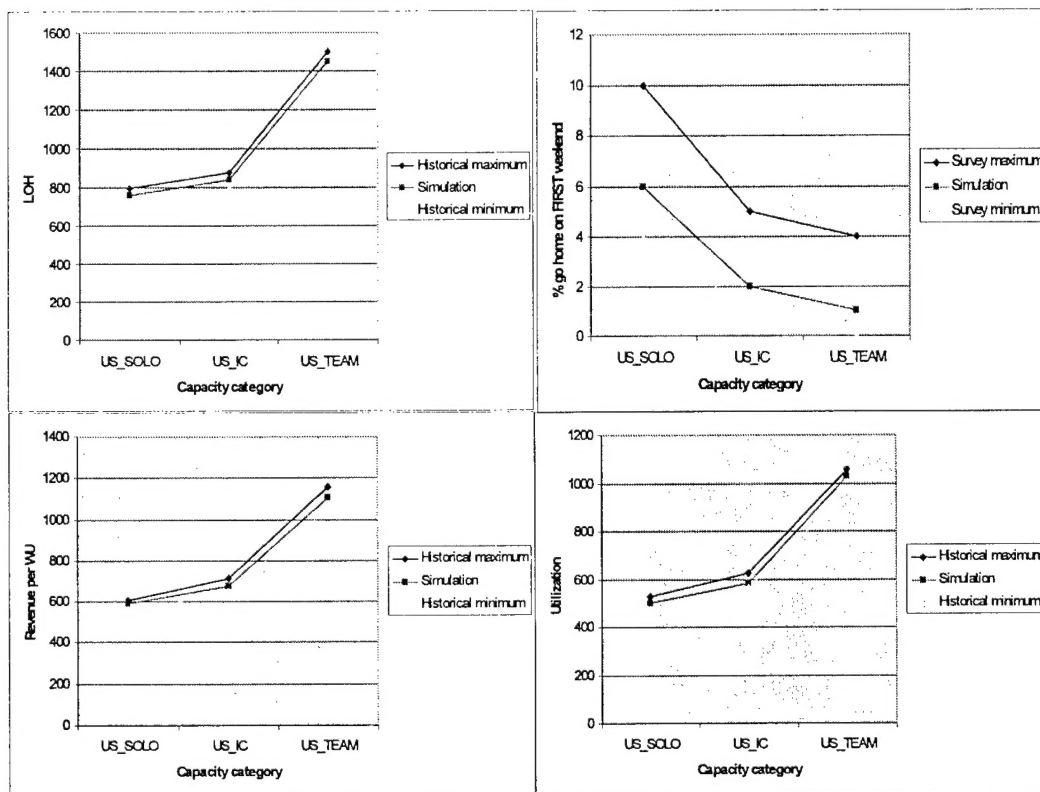 LOH
1600
1400
1200
1000
800
600
400
200
0
US_SOLO US_IC US_TEAM
Capacity category
Historical maximum
Simulation
Historical minimum
% go home on FIRST weekend
12
10
8
6
4
2
0
US_SOLO US_IC US_TEAM
Capacity category
Survey maximum
Simulation
Survey minimum
Revenue per WU
1400
1200
1000
800
600
400
200
0
US_SOLO US_IC US_TEAM
Capacity category
Historical maximum
Simulation
Historical minimum
Utilization
1200
1000
800
600
400
200
0
US_SOLO US_IC US_TEAM
Capacity category
Historical maximum
Simulation
Historical minimum